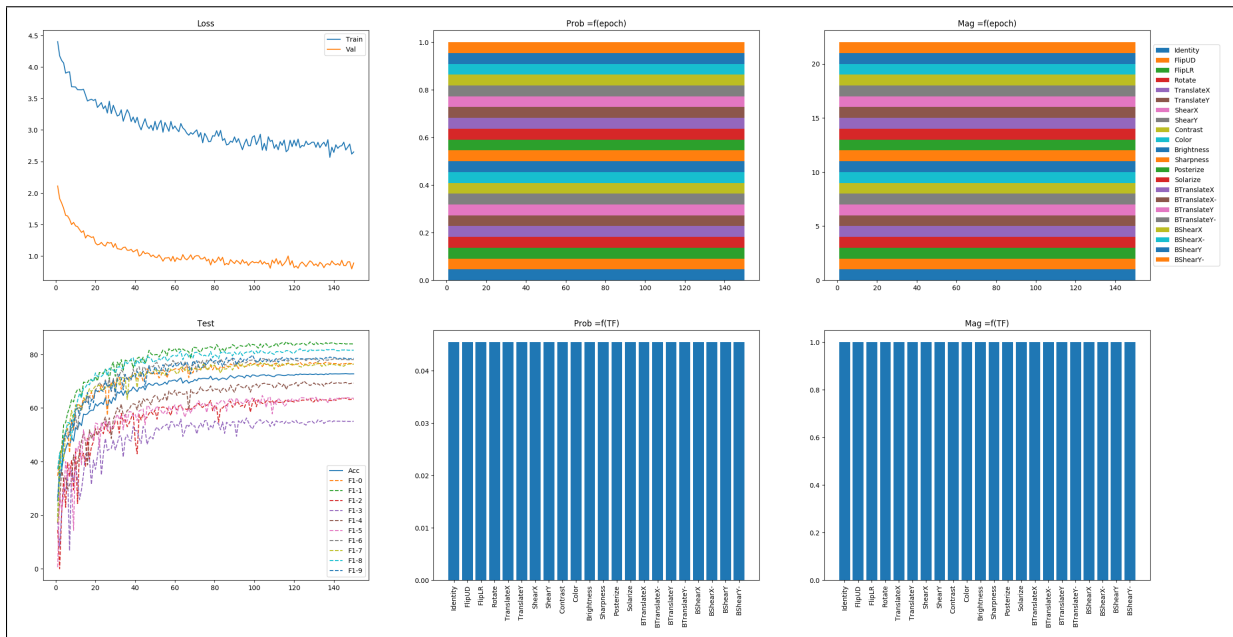 Loss
4.5
4.0
3.5
3.0
2.5
2.0
1.5
1.0
0 20 40 60 80 100 120 140
Train
Val
Prob =f(epoch)
1.0
0.8
0.6
0.4
0.2
0.0
0 20 40 60 80 100 120 140
Mag =f(epoch)
20
15
10
5
0
0 20 40 60 80 100 120 140
Identity
FlipUD
FlipLR
Rotate
TranslateX
TranslateY
ShearX
ShearY
Contrast
Color
Brightness
Sharpness
Posterize
Solarize
BTranslateX
BTranslateX-
BTranslateY
BTranslateY-
BShearX
BShearX-
BShearY
BShearY-
Test
80
60
40
20
0
0 20 40 60 80 100 120 140
Acc
F1-0
F1-1
F1-2
F1-3
F1-4
F1-5
F1-6
F1-7
F1-8
F1-9
Prob =f(TF)
0.04
0.03
0.02
0.01
0.00
Identity
FlipUD
FlipLR
Rotate
TranslateX
TranslateY
ShearX
ShearY
Contrast
Color
Brightness
Sharpness
Posterize
Solarize
BTranslateX
BTranslateX-
BTranslateY
BTranslateY-
BShearX
BShearX-
BShearY
BShearY-
Mag =f(TF)
1.0
0.8
0.6
0.4
0.2
0.0
Identity
FlipUD
FlipLR
Rotate
TranslateX
TranslateY
ShearX
ShearY
Contrast
Color
Brightness
Sharpness
Posterize
Solarize
BTranslateX
BTranslateX-
BTranslateY
BTranslateY-
BShearX
BShearX-
BShearY
BShearY-